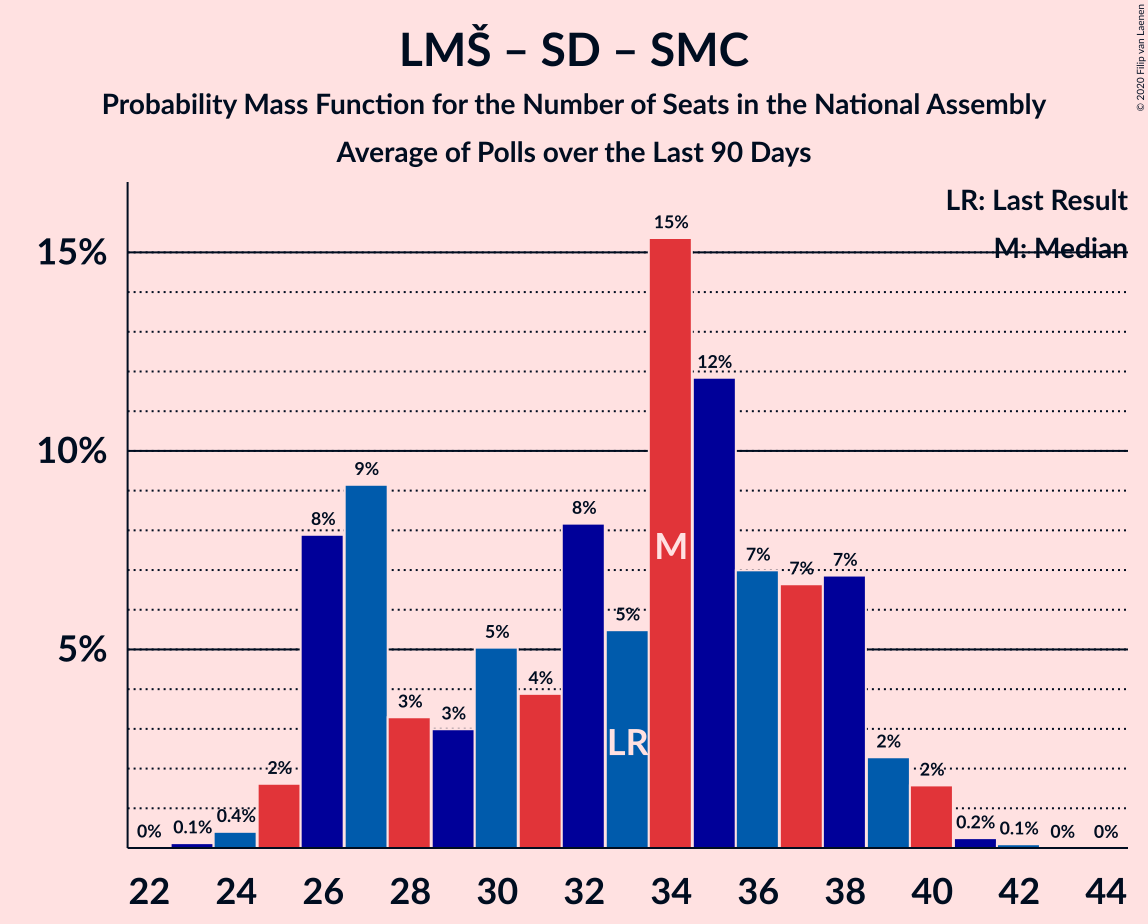 LMŠ – SD – SMC
Probability Mass Function for the Number of Seats in the National Assembly
Average of Polls over the Last 90 Days
© 2020 Filip van Laenen
LR: Last Result
M: Median
15%
10%
5%
0%
0.1%
0.4%
2%
8%
9%
3%
3%
5%
4%
8%
5%
15%
12%
7%
7%
7%
2%
2%
0.2%
0.1%
0%
0%
LR
M
22 24 26 28 30 32 34 36 38 40 42 44